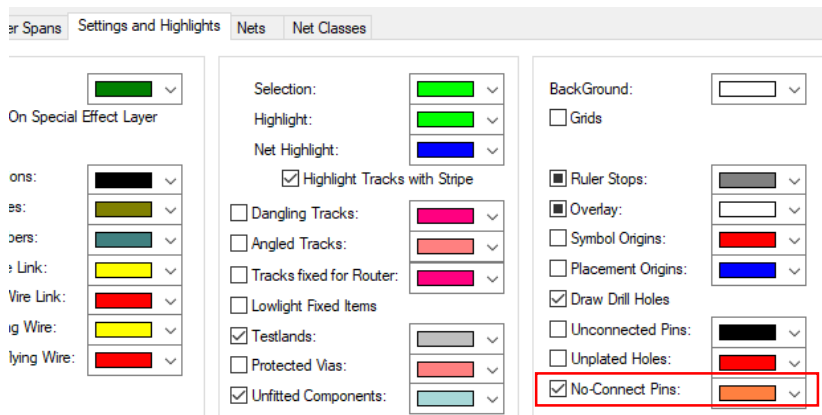 er Spans Settings and Highlights Nets Net Classes
On Special Effect Layer
ons:
es:
pers:
e Link:
Wire Link:
ng Wire:
lying Wire:
Selection:
Highlight:
Net Highlight:
Highlight Tracks with Stripe
Dangling Tracks:
Angled Tracks:
Tracks fixed for Router:
Lowlight Fixed Items
Testlands:
Protected Vias:
Unfitted Components:
BackGround:
Grids
Ruler Stops:
Overlay:
Symbol Origins:
Placement Origins:
Draw Drill Holes
Unconnected Pins:
Unplated Holes:
No-Connect Pins: